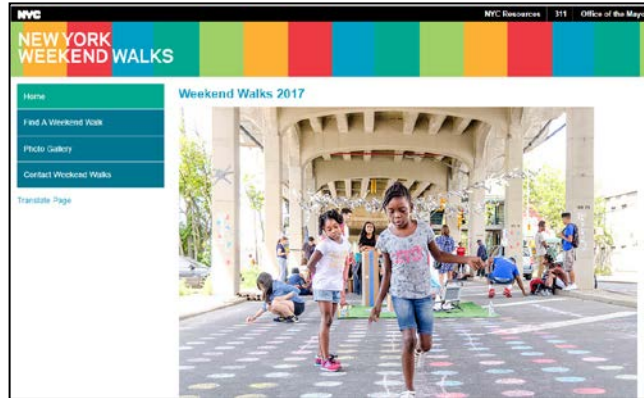 NYC
NYC Resources 311 Office of the Mayo
NEW YORK
WEEKEND WALKS
Home
Find A Weekend Walk
Photo Gallery
Contact Weekend Walks
Translate Page
Weekend Walks 2017